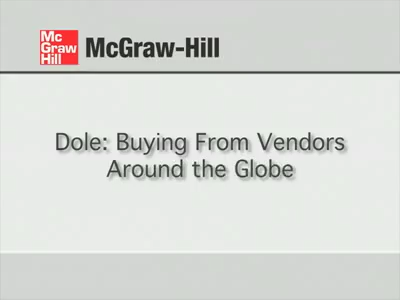 Mc
Graw
Hill
McGraw-Hill
Dole: Buying From Vendors
Around the Globe